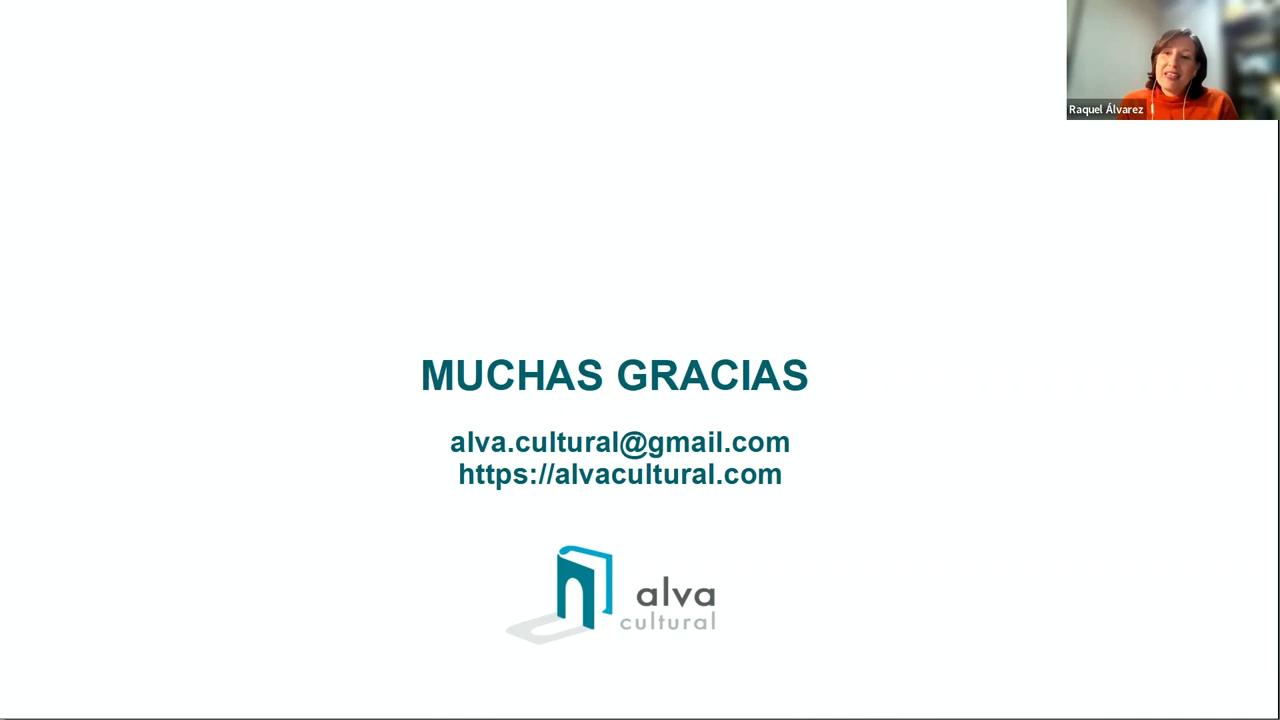 Raquel Álvarez
MUCHAS GRACIAS
alva.cultural@gmail.com
https://alvacultural.com
alva
cultural